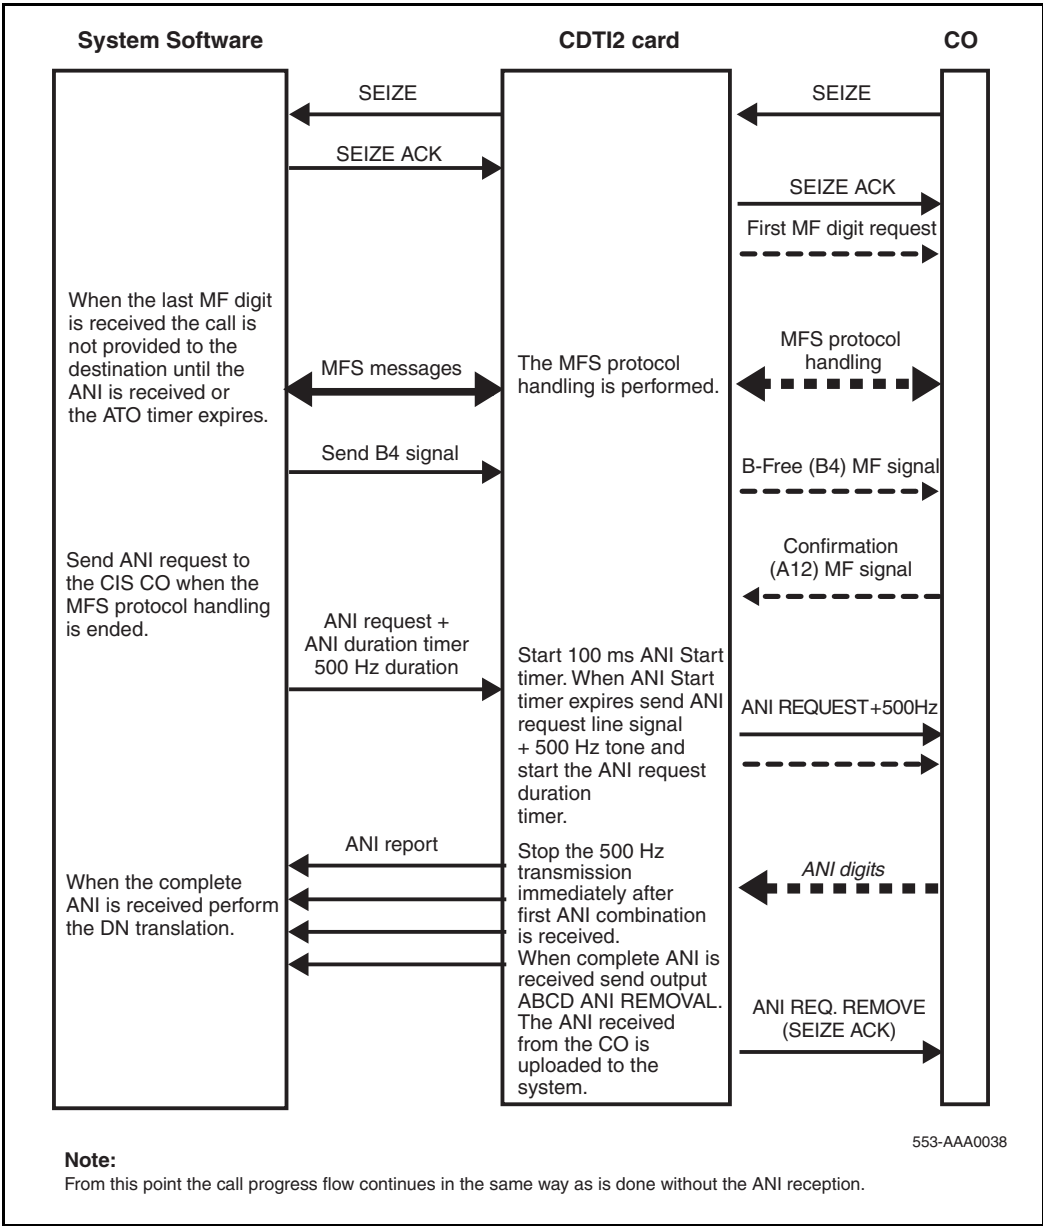 System Software
CDTI2 card
CO
SEIZE
SEIZE
SEIZE ACK
SEIZE ACK
First MF digit request
When the last MF digit
is received the call is
not provided to the
destination until the
ANI is received or
the ATO timer expires.
MFS messages
The MFS protocol
handling is performed.
MFS protocol
handling
Send B4 signal
B-Free (B4) MF signal
Send ANI request to
the CIS CO when the
MFS protocol handling
is ended.
Confirmation
(A12) MF signal
ANI request +
ANI duration timer
500 Hz duration
Start 100 ms ANI Start
timer. When ANI Start
timer expires send ANI
request line signal
+ 500 Hz tone and
start the ANI request
duration
timer.
ANI REQUEST+500Hz
ANI report
Stop the 500 Hz
transmission
immediately after
first ANI combination
is received.
When complete ANI is
received send output
ABCD ANI REMOVAL.
The ANI received
from the CO is
uploaded to the
system.
ANI digits
When the complete
ANI is received perform
the DN translation.
ANI REQ. REMOVE
(SEIZE ACK)
553-AAA0038
Note:
From this point the call progress flow continues in the same way as is done without the ANI reception.